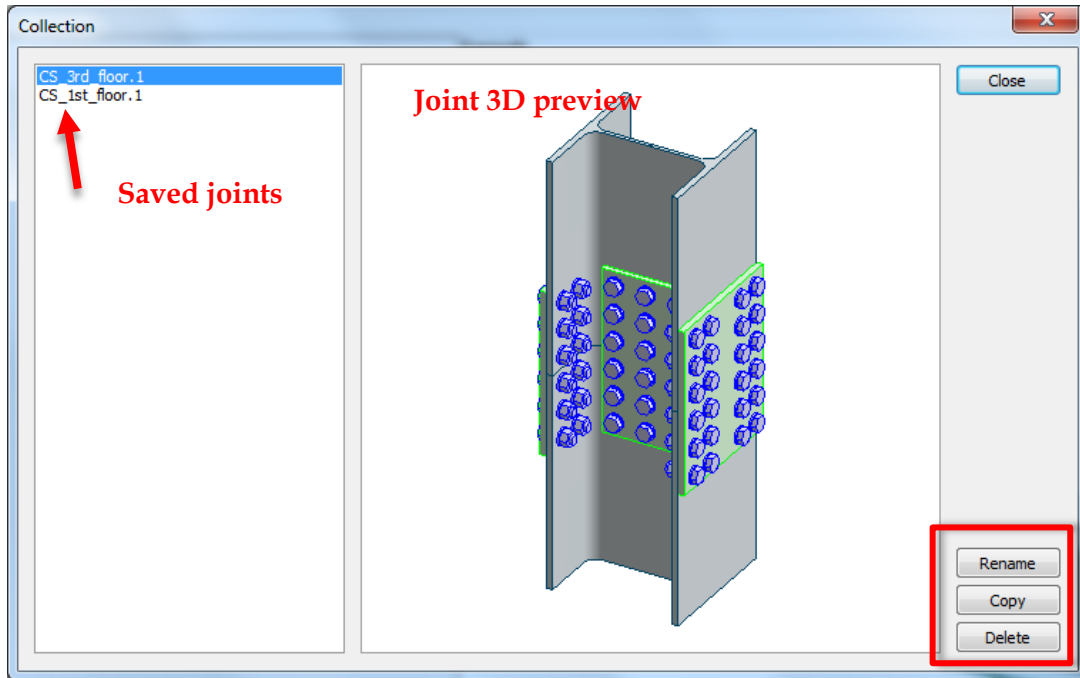 Collection
CS_3rd_floor.1
CS_1st_floor.1
Joint 3D preview
Close
Saved joints
Rename
Copy
Delete